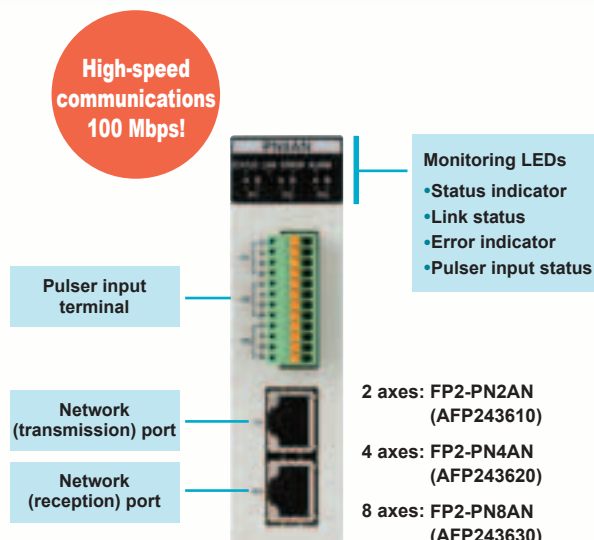 High-speed
communications
100 Mbps!
PN8AN
Monitoring LEDs
•Status indicator
•Link status
•Error indicator
•Pulser input status
Pulser input
terminal
Network
(transmission) port
Network
(reception) port
2 axes: FP2-PN2AN
(AFP243610)
4 axes: FP2-PN4AN
(AFP243620)
8 axes: FP2-PN8AN
(AFP243630)